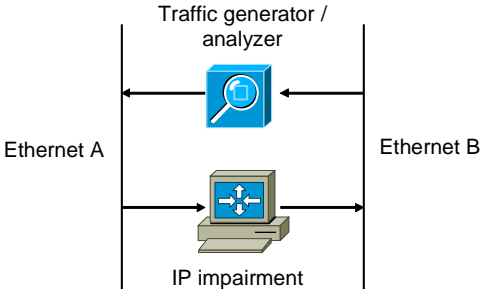 Traffic generator /
analyzer
Ethernet A
Ethernet B
IP impairment